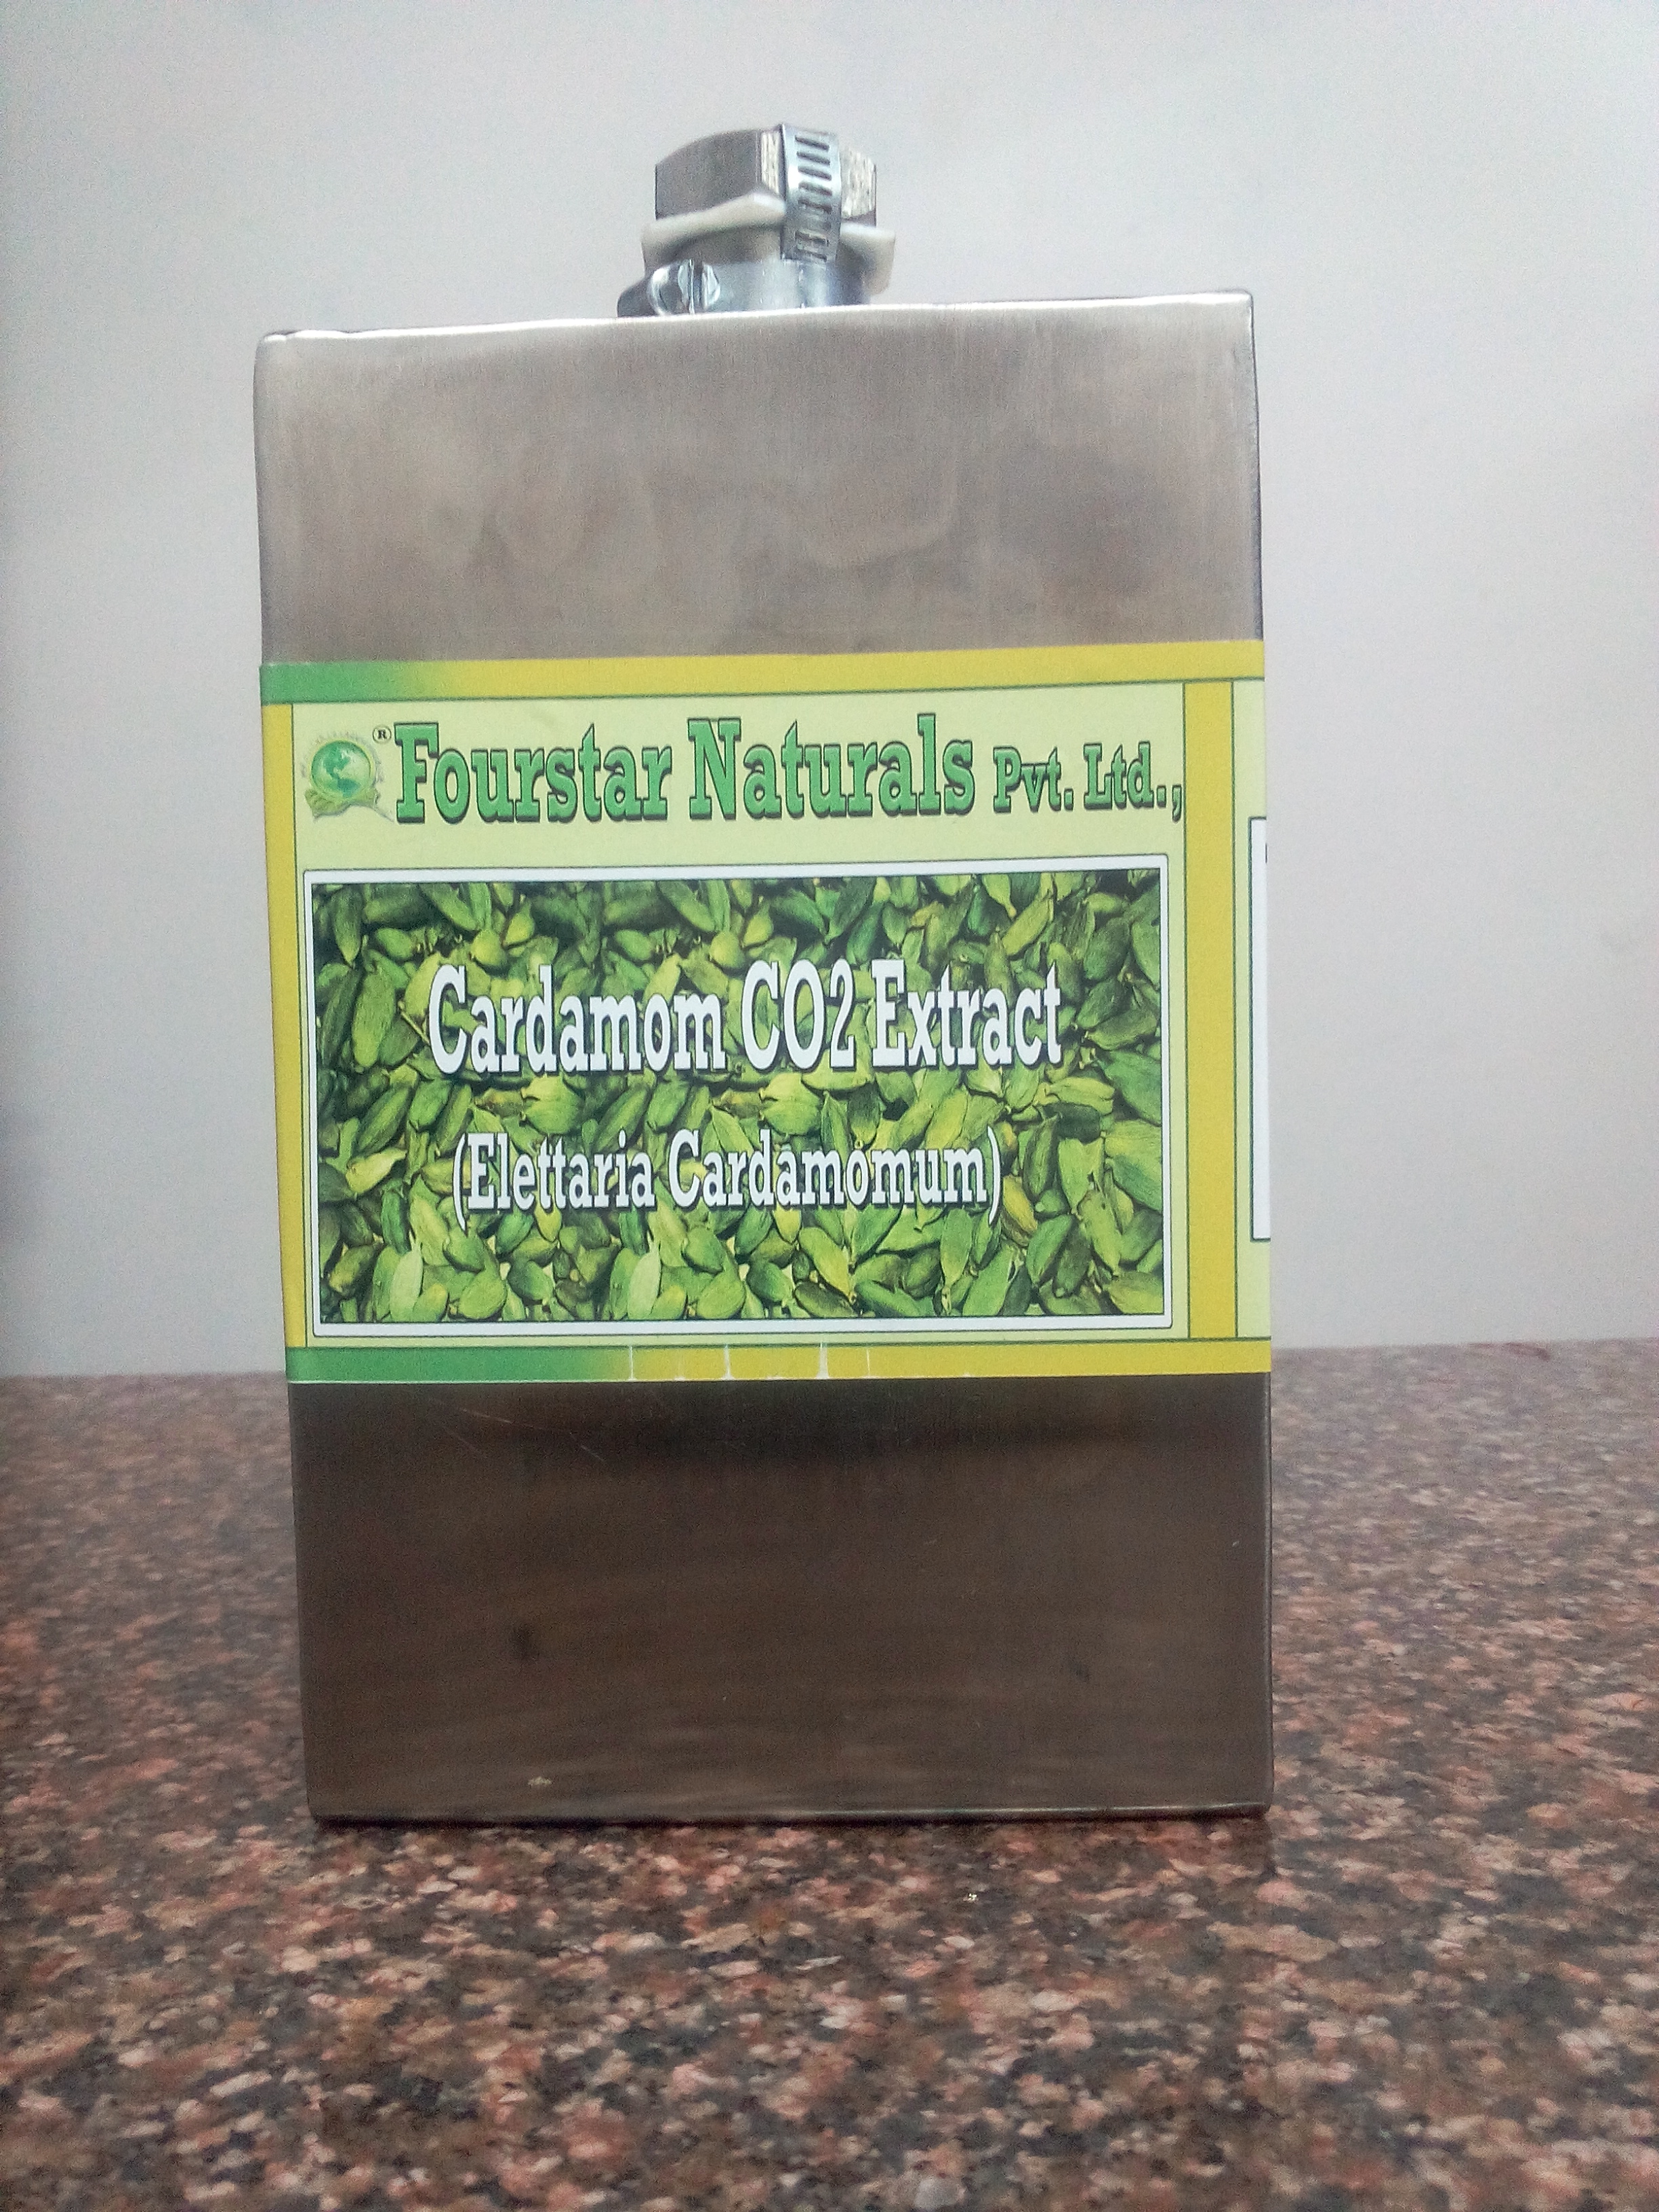 ® Fourstar Naturals Pvt. Ltd.,
Cardamom CO2 Extract
(Elettaria Cardamomum)